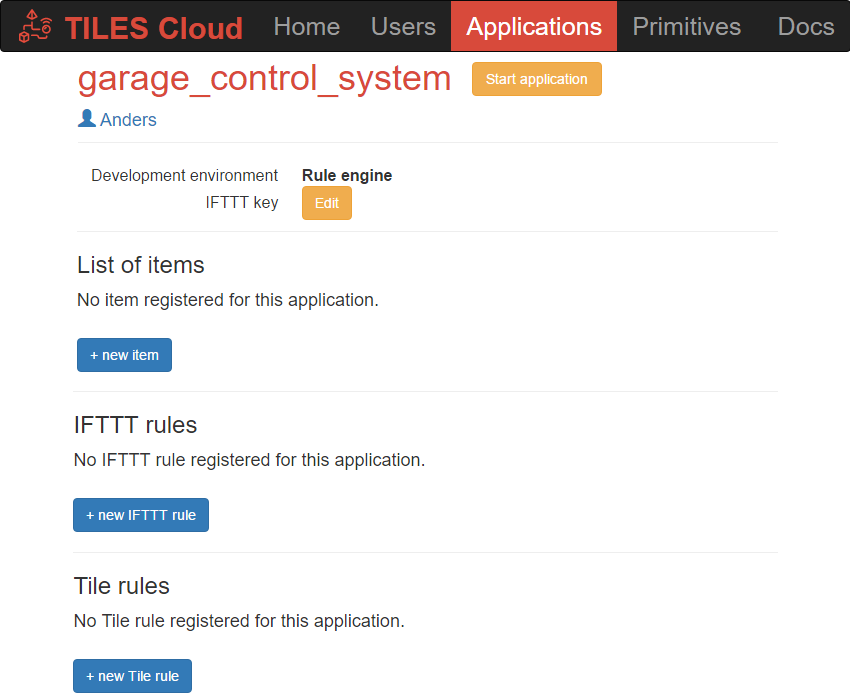 TILES Cloud Home Users Applications Primitives Docs
garage_control_system Start application
Anders
Development environment Rule engine
IFTTT key Edit
List of items
No item registered for this application.
+ new item
IFTTT rules
No IFTTT rule registered for this application.
+ new IFTTT rule
Tile rules
No Tile rule registered for this application.
+ new Tile rule